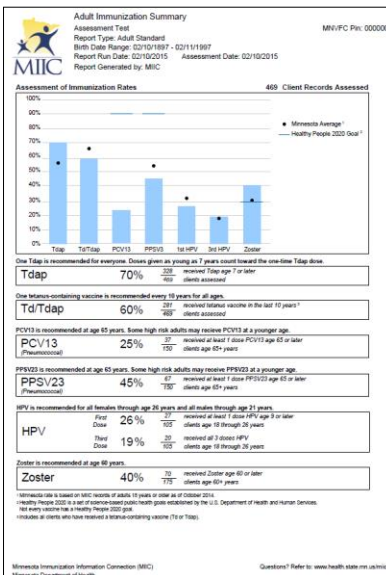 Adult Immunization Summary
Assessment Test
MN/VFC Pin: 000000
Report Type: Adult Standard
Birth Date Range: 02/10/1897 - 02/11/1997
Report Run Date: 02/10/2015 Assessment Date: 02/10/2015
Report Generated by: MIIC
MIIC
Assessment of Immunization Rates 469 Client Records Assessed
100%
90%
80%
70%
60%
50%
40%
30%
20%
10%
0%
Tdap Td/Tdap PCV13 PPSV3 1st HPV 3rd HPV Zoster
Minnesota Average ¹
Healthy People 2020 Goal ²
One Tdap is recommended for everyone. Doses given as young as 7 years count toward the one-time Tdap dose.
Tdap 70% 328 received Tdap age 7 or later
469 clients assessed
One tetanus-containing vaccine is recommended every 10 years for all ages.
Td/Tdap 60% 281 received tetanus vaccine in the last 10 years ³
469 clients assessed
PCV13 is recommended at age 65 years. Some high risk adults may recieve PCV13 at a younger age.
PCV13 25% 37 received at least 1 dose PCV13 age 65 or later
(Pneumococcal) 150 clients age 65+ years
PPSV23 is recommended at age 65 years. Some high risk adults may receive PPSV23 at a younger age.
PPSV23 45% 67 received at least 1 dose PPSV23 age 65 or later
(Pneumococcal) 150 clients age 65+ years
HPV is recommended for all females through age 26 years and all males through age 21 years.
HPV
First Dose 26% 27 received at least 1 dose HPV age 9 or later
105 clients age 18 through 26 years
Third Dose 19% 20 received all 3 doses HPV
105 clients age 18 through 26 years
Zoster is recommended at age 60 years.
Zoster 40% 70 received Zoster age 60 or later
175 clients age 60+ years
¹ Minnesota rate is based on MIIC records of adults 19 years or older as of October 2014.
² Healthy People 2020 is a set of science-based public health goals established by the U.S. Department of Health and Human Services.
Not every vaccine has a Healthy People 2020 goal.
³ Includes all clients who have received a tetanus-containing vaccine (Td or Tdap).
Minnesota Immunization Information Connection (MIIC) Questions? Refer to: www.health.state.mn.us/miic
Minnesota Department of Health